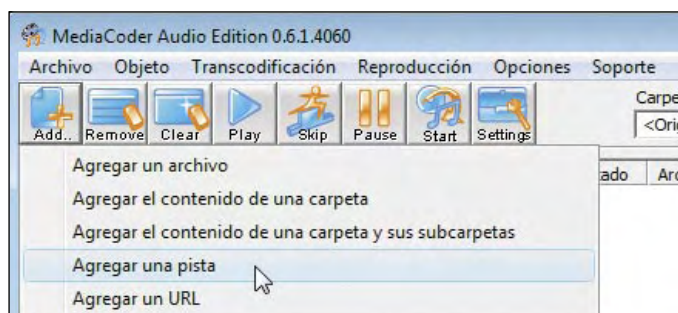 MediaCoder Audio Edition 0.6.1.4060
Archivo Objeto Transcodificación Reproducción Opciones Soporte
Add.. Remove Clear Play Skip Pause Start Settings
Agregar un archivo
Agregar el contenido de una carpeta
Agregar el contenido de una carpeta y sus subcarpetas
Agregar una pista
Agregar un URL